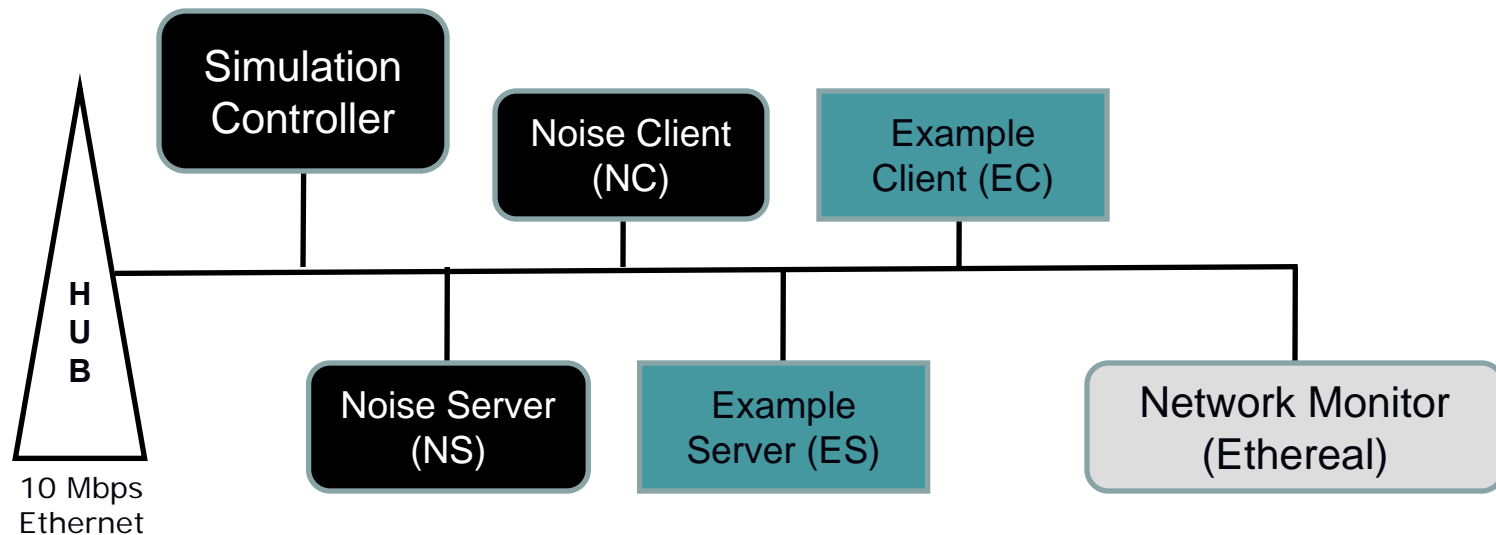 Simulation
Controller
Noise Client
(NC)
Example
Client (EC)
H
U
B
Noise Server
(NS)
Example
Server (ES)
Network Monitor
(Ethereal)
10 Mbps
Ethernet